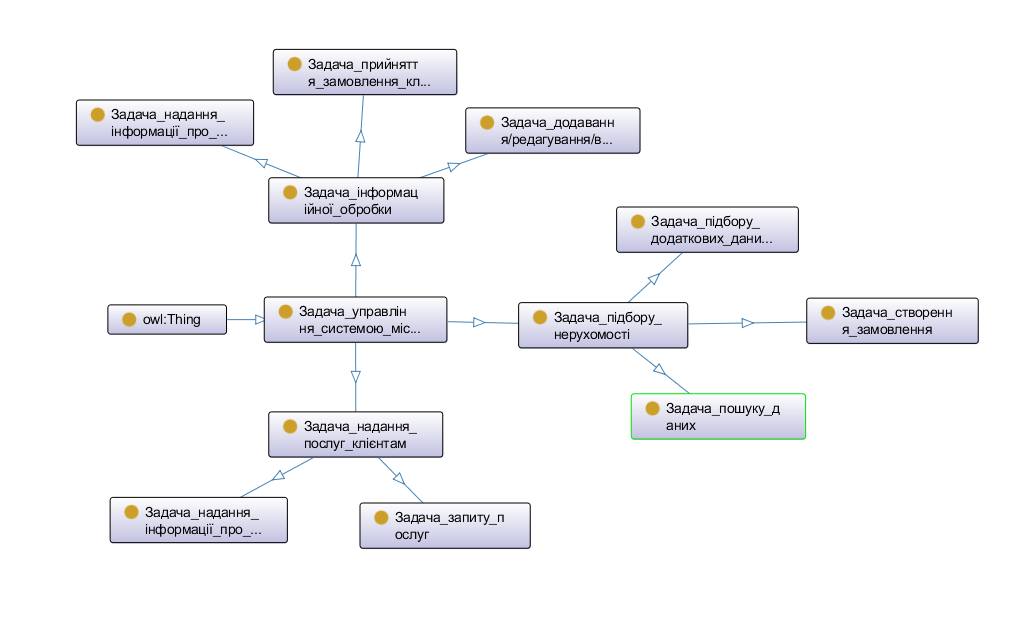 Задача_прийнятт
я_замовлення_кл...
Задача_надання_
інформації_про_...
Задача_додаванн
я/редагування/в...
Задача_інформац
ійної_обробки
Задача_підбору_
додаткових_дани...
owl:Thing
Задача_управлін
ня_системою_міс...
Задача_підбору_
нерухомості
Задача_створенн
я_замовлення
Задача_пошуку_д
аних
Задача_надання_
послуг_клієнтам
Задача_надання_
інформації_про_...
Задача_запиту_п
ослуг